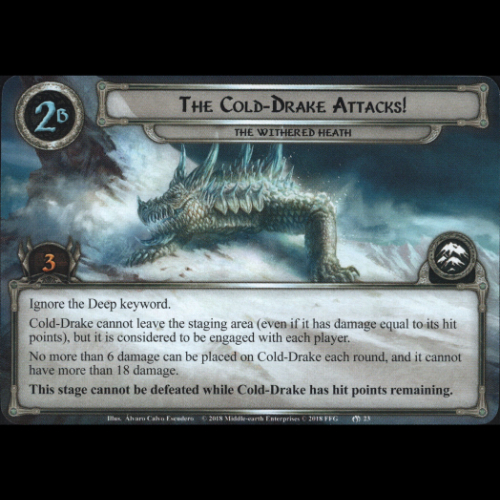 2B
The Cold-Drake Attacks!
The Withered Heath
3
Ignore the Deep keyword.
Cold-Drake cannot leave the staging area (even if it has damage equal to its hit
points), but it is considered to be engaged with each player.
No more than 6 damage can be placed on Cold-Drake each round, and it cannot
have more than 18 damage.
This stage cannot be defeated while Cold-Drake has hit points remaining.
Illus. Álvaro Calvo Escudero © 2018 Middle-earth Enterprises © 2018 FFG 23